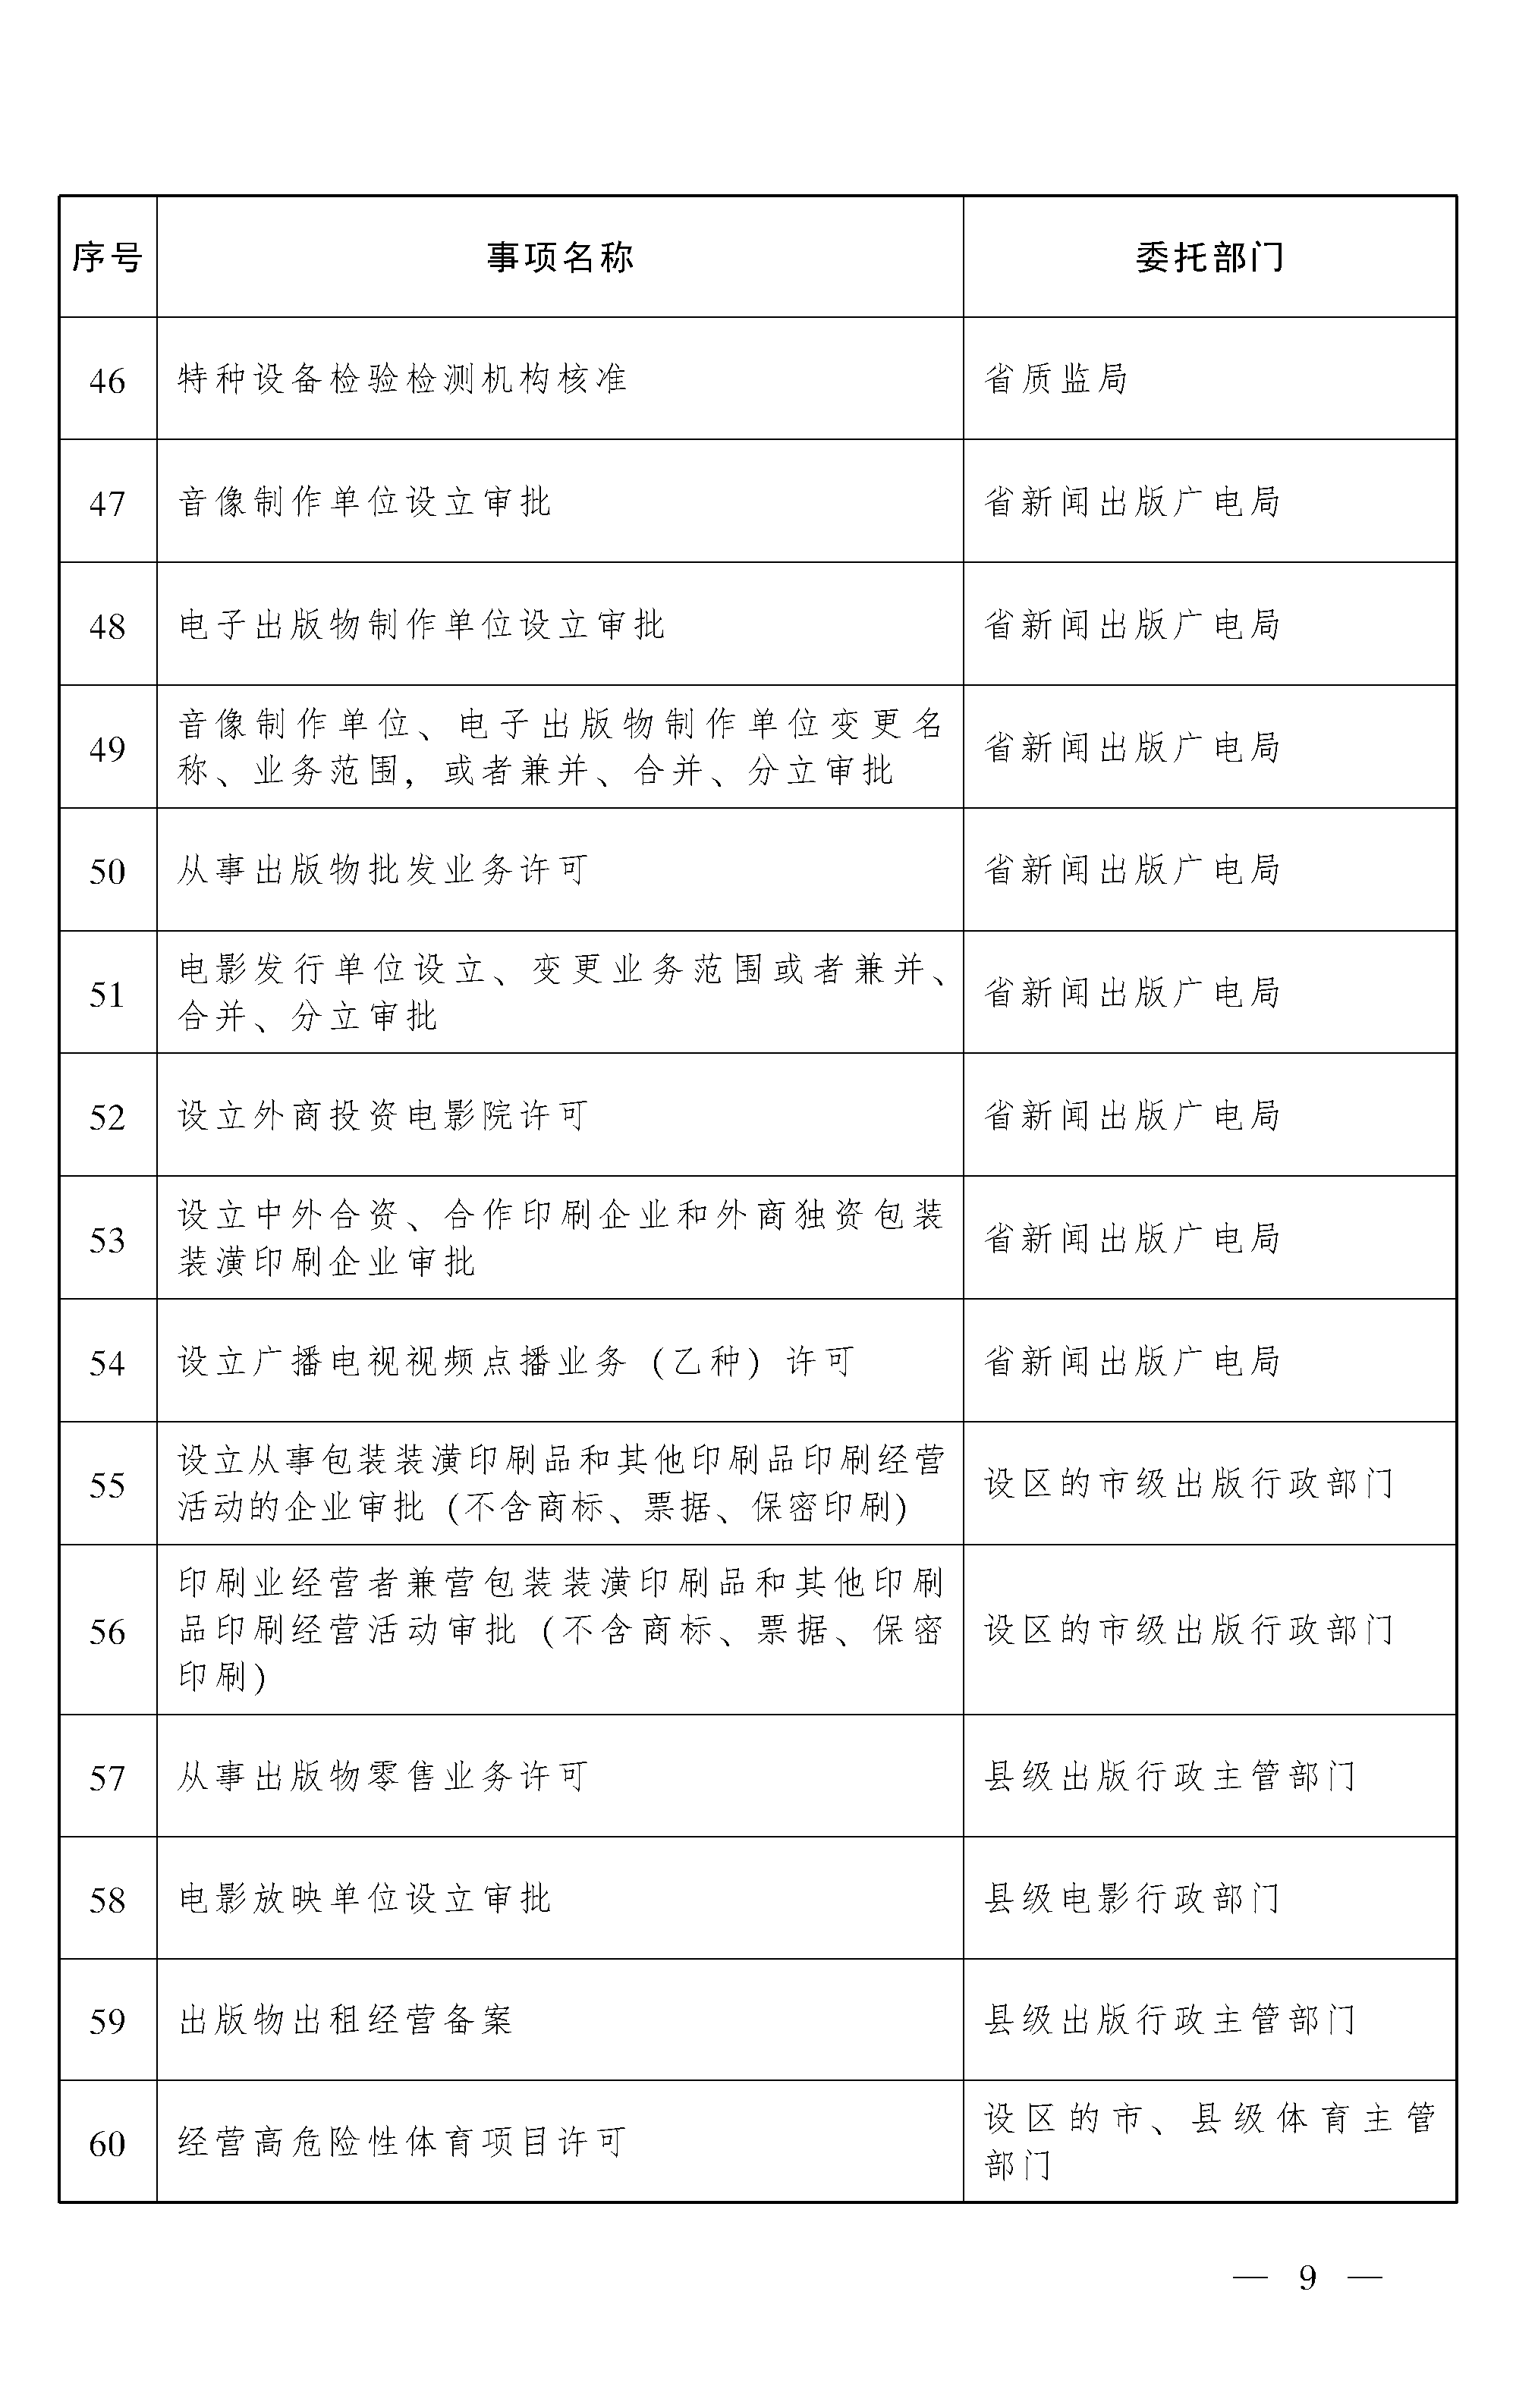 序号 事项名称 委托部门
46 特种设备检验检测机构核准 省质监局
47 音像制作单位设立审批 省新闻出版广电局
48 电子出版物制作单位设立审批 省新闻出版广电局
49 音像制作单位、电子出版物制作单位变更名
称、业务范围，或者兼并、合并、分立审批 省新闻出版广电局
50 从事出版物批发业务许可 省新闻出版广电局
51 电影发行单位设立、变更业务范围或者兼并、
合并、分立审批 省新闻出版广电局
52 设立外商投资电影院许可 省新闻出版广电局
53 设立中外合资、合作印刷企业和外商独资包装
装潢印刷企业审批 省新闻出版广电局
54 设立广播电视视频点播业务（乙种）许可 省新闻出版广电局
55 设立从事包装装潢印刷品和其他印刷品印刷经营
活动的企业审批（不含商标、票据、保密印刷） 设区的市级出版行政部门
56 印刷业经营者兼营包装装潢印刷品和其他印刷
品印刷经营活动审批（不含商标、票据、保密
印刷） 设区的市级出版行政部门
57 从事出版物零售业务许可 县级出版行政主管部门
58 电影放映单位设立审批 县级电影行政部门
59 出版物出租经营备案 县级出版行政主管部门
60 经营高危险性体育项目许可 设区的市、县级体育主管
部门
— 9 —